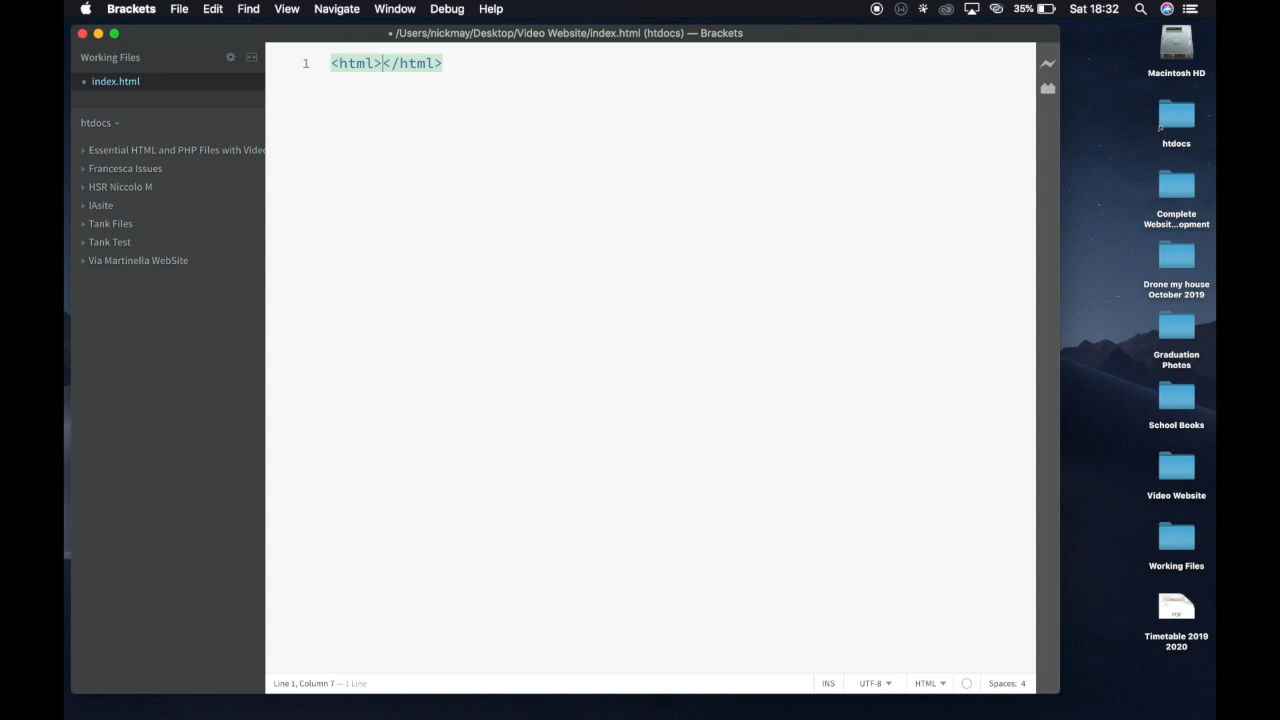 Brackets File Edit Find View Navigate Window Debug Help 35% Sat 18:32
• /Users/nickmay/Desktop/Video Website/index.html (htdocs) — Brackets
Working Files
• index.html
htdocs
Essential HTML and PHP Files with Videc
Francesca Issues
HSR Niccolo M
IAsite
Tank Files
Tank Test
Via Martinella WebSite
1 <html></html>
Line 1, Column 7 — 1 Line
INS UTF-8 HTML Spaces: 4
Macintosh HD
htdocs
Complete
Websit...opment
Drone my house
October 2019
Graduation
Photos
School Books
Video Website
Working Files
PDF
Timetable 2019
2020